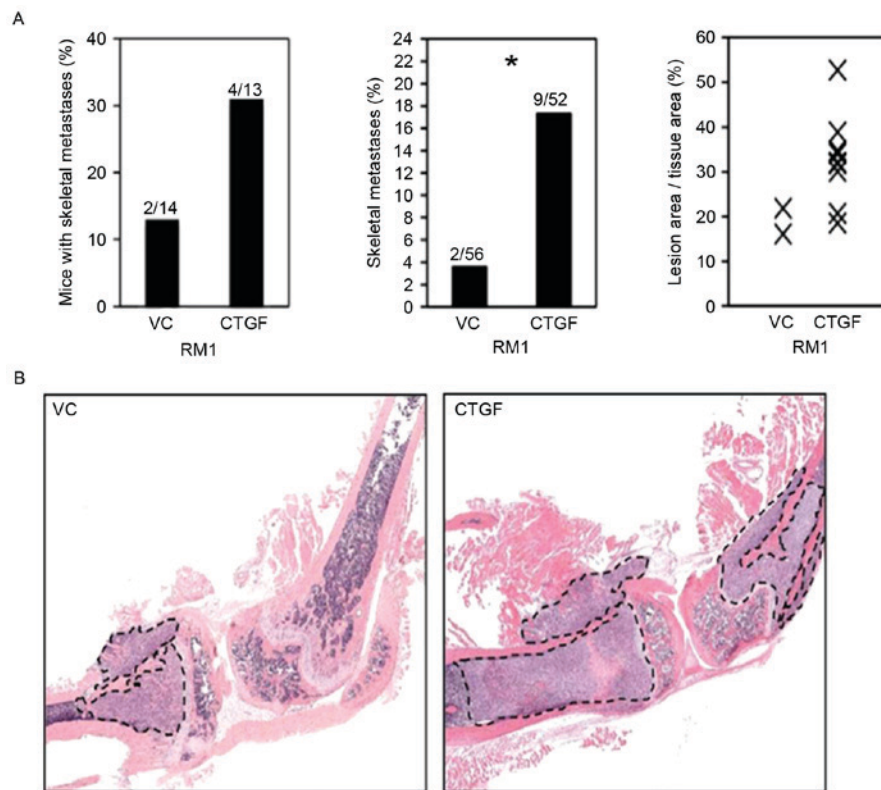 A
Mice with skeletal metastases (%)
40
30
20
10
0
2/14
4/13
VC CTGF
RM1
Skeletal metastases (%)
24
22
20
18
16
14
12
10
8
6
4
2
0
*
2/56
9/52
VC CTGF
RM1
Lesion area / tissue area (%)
60
50
40
30
20
10
0
VC CTGF
RM1
B
VC
CTGF